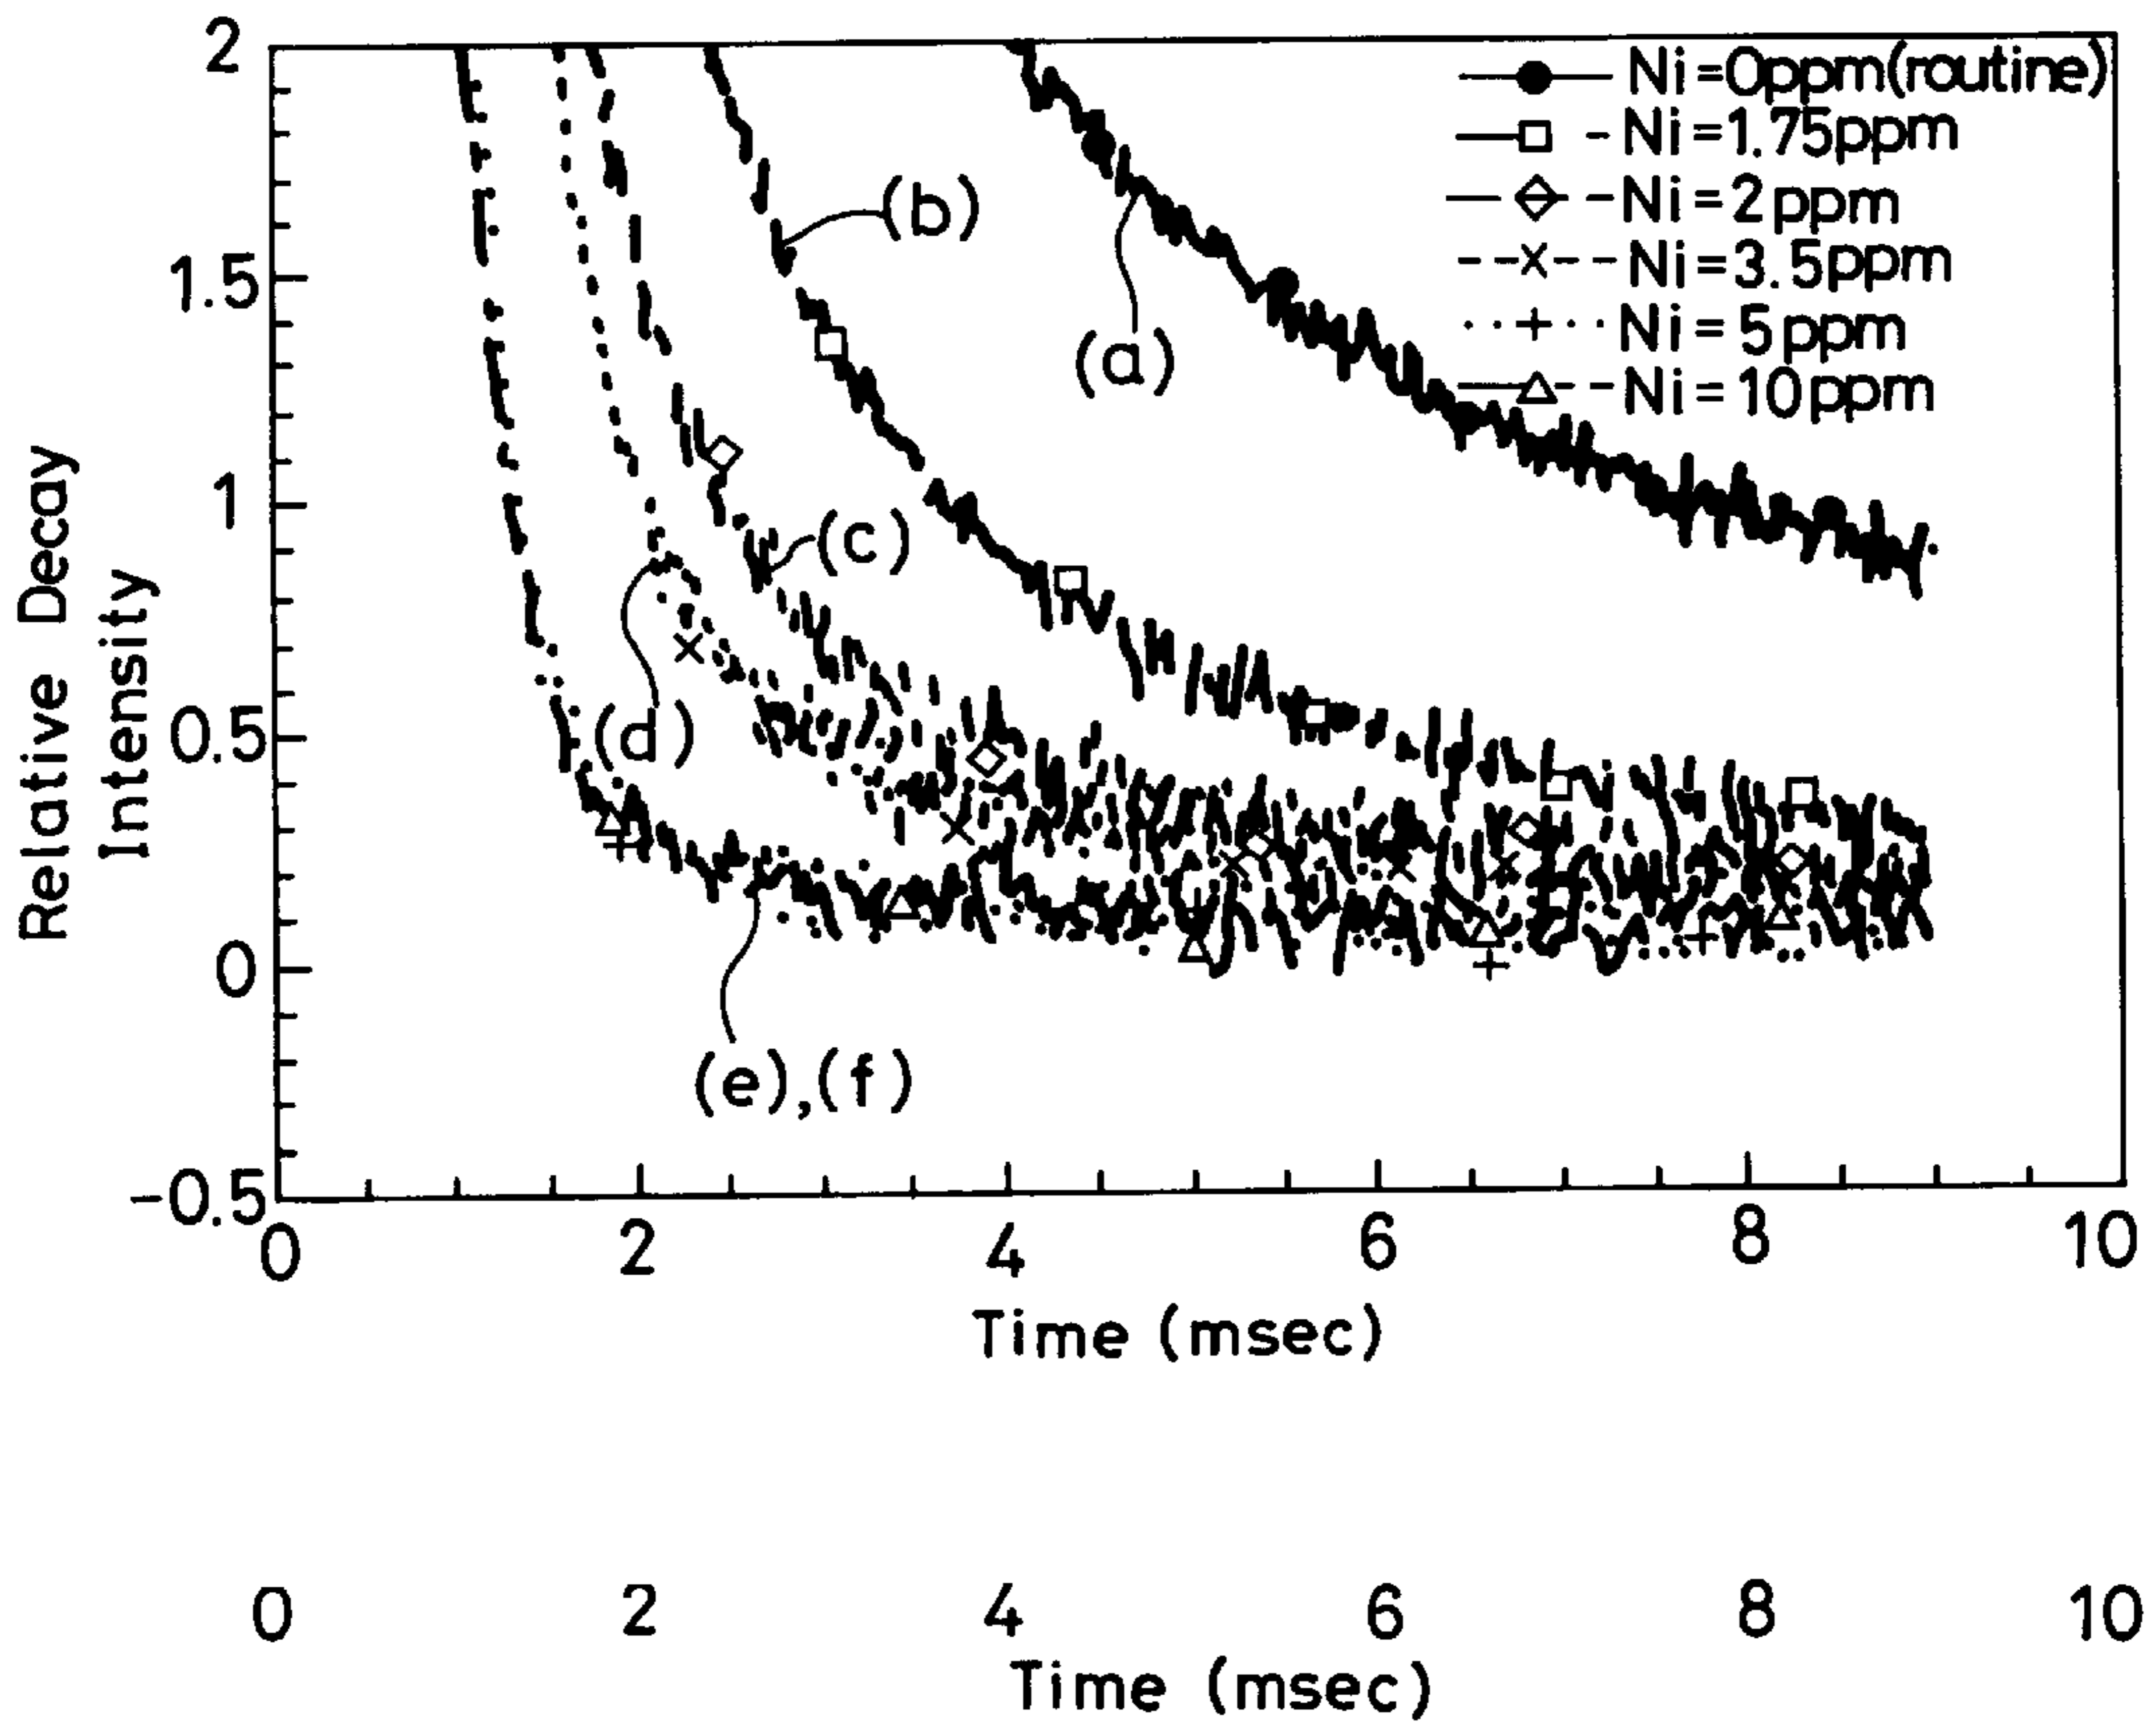 2
1.5
1
0.5
0
-0.5
Relative Decay
Intensity
Ni=0ppm(routine)
Ni=1.75ppm
Ni=2ppm
Ni=3.5ppm
Ni=5ppm
Ni=10ppm
(a)
(b)
(c)
(d)
(e),(f)
0 2 4 6 8 10
Time (msec)
0 2 4 6 8 10
Time (msec)